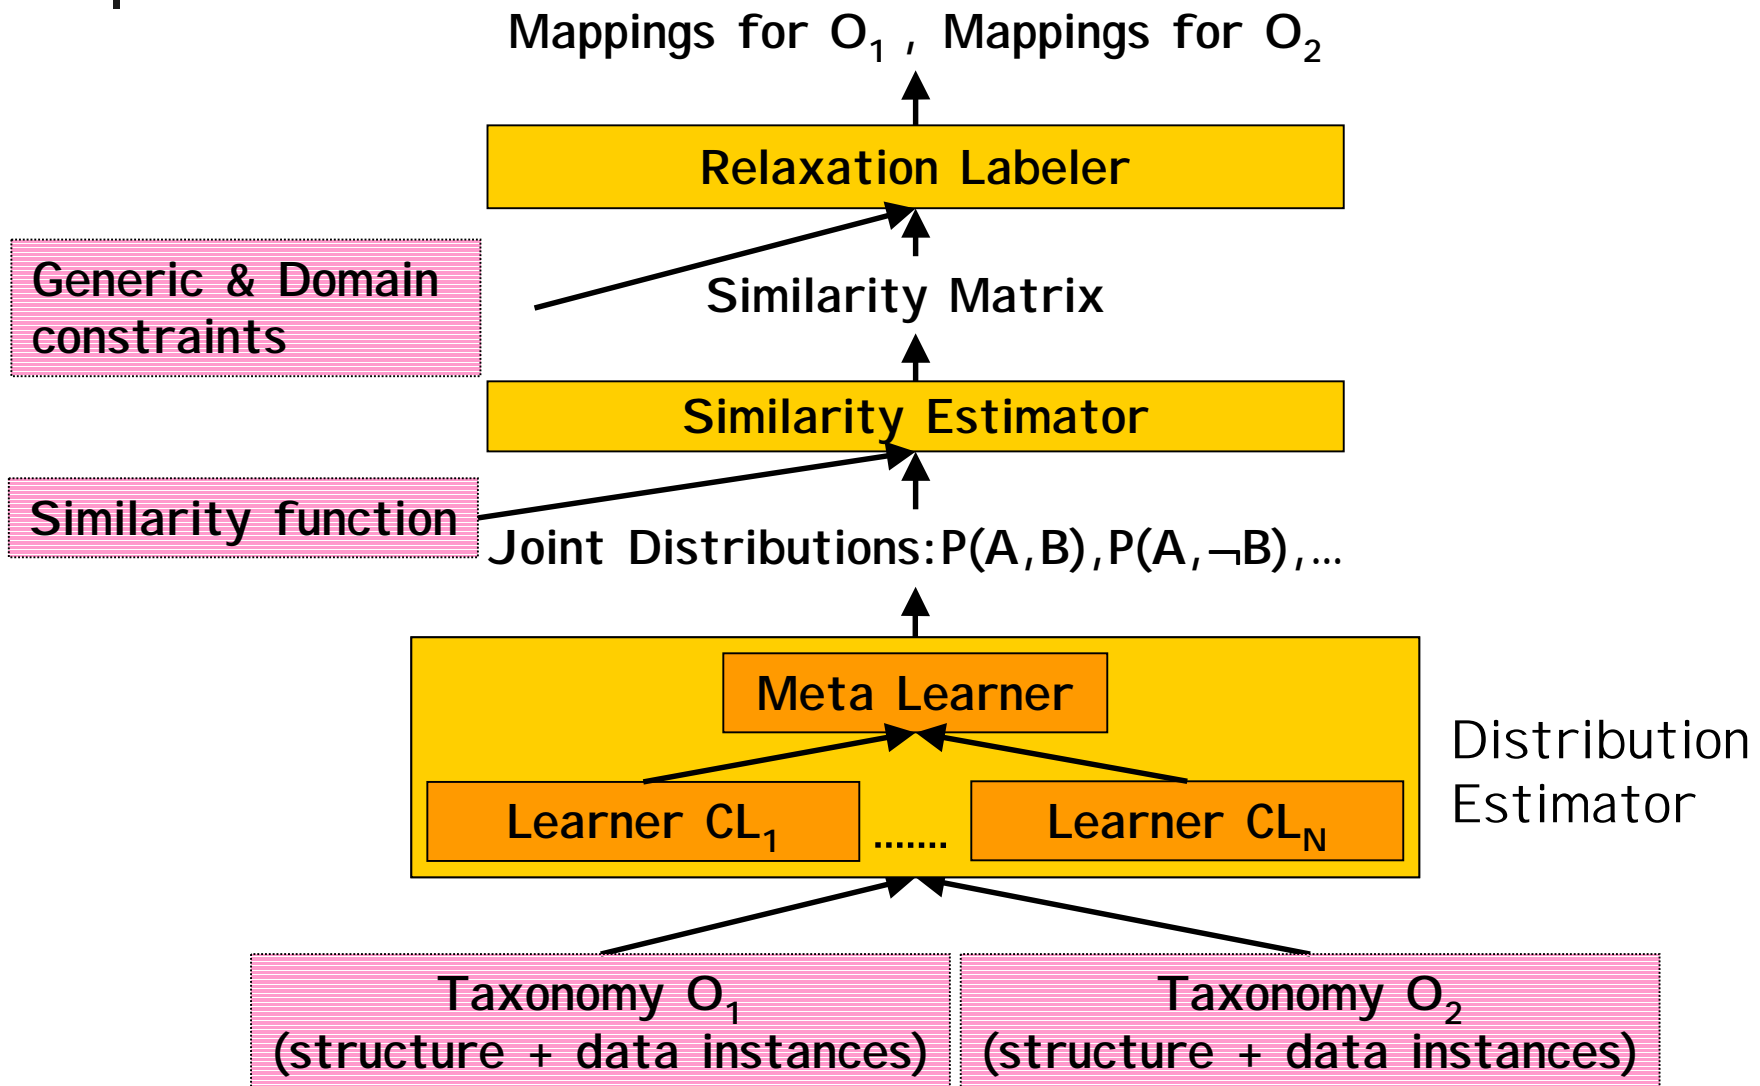 Mappings for O₁ , Mappings for O₂
Relaxation Labeler
Generic & Domain
constraints
Similarity Matrix
Similarity Estimator
Similarity function
Joint Distributions:P(A,B),P(A,¬B),...
Meta Learner
Learner CL₁
.......
Learner CL_N
Distribution
Estimator
Taxonomy O₁
(structure + data instances)
Taxonomy O₂
(structure + data instances)